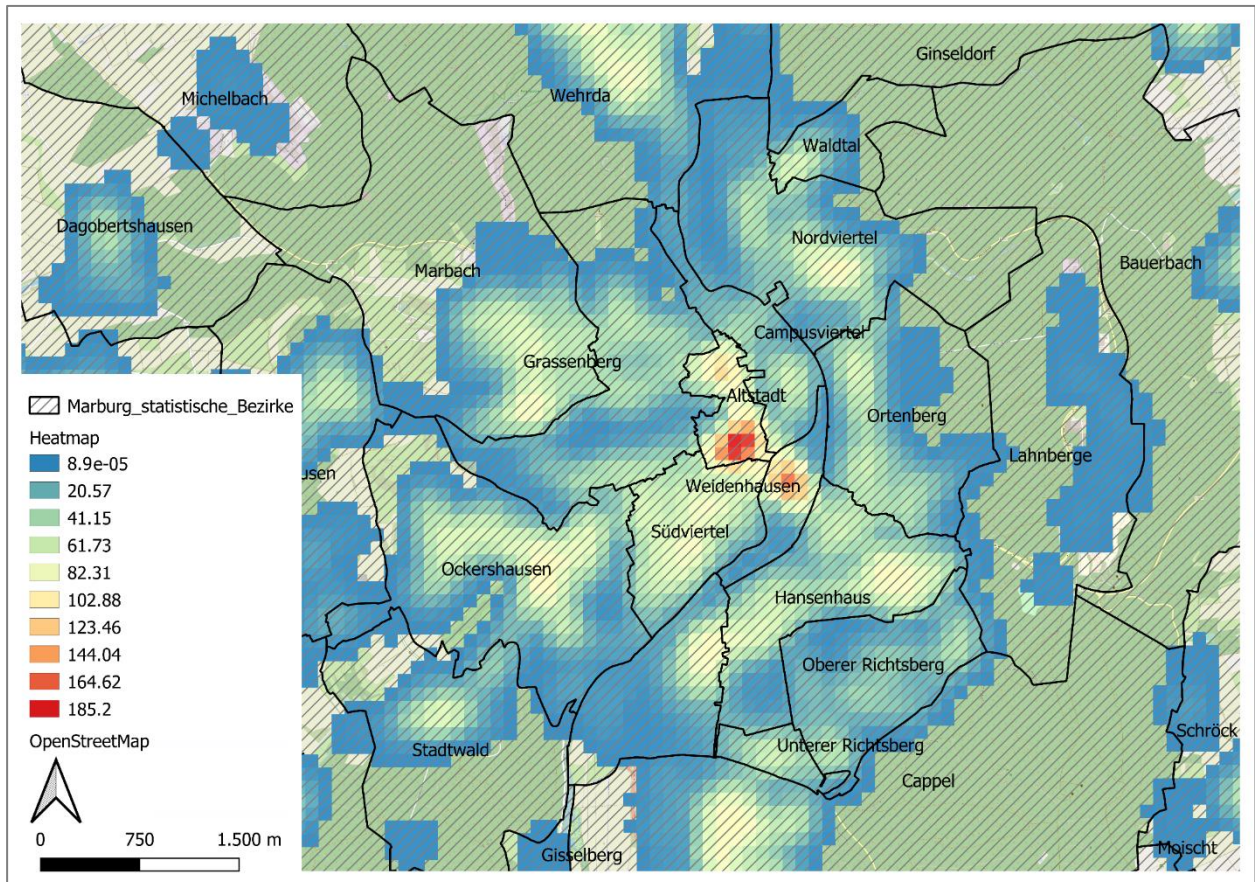 Ginseldorf
Wehrda
Michelbach
Waldtal
Dagobertshausen
Nordviertel
Bauerbach
Marbach
Campusviertel
Grassenberg
Altstadt
Ortenberg
Lahnberge
usen
Weidenhausen
Südviertel
Ockershausen
Hansenhaus
Oberer Richtsberg
Schröck
Unterer Richtsberg
Stadtwald
Cappel
Gisselberg
Moischt
Marburg_statistische_Bezirke
Heatmap
8.9e-05
20.57
41.15
61.73
82.31
102.88
123.46
144.04
164.62
185.2
OpenStreetMap
0 750 1.500 m